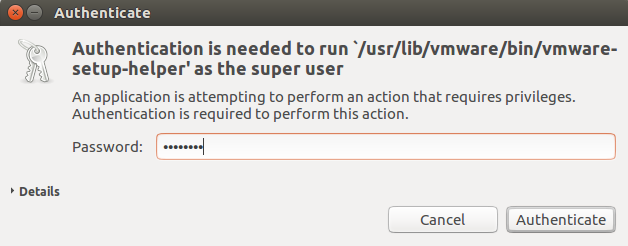 Authenticate
Authentication is needed to run `/usr/lib/vmware/bin/vmware-
setup-helper' as the super user
An application is attempting to perform an action that requires privileges.
Authentication is required to perform this action.
Password: ••••••••
Details
Cancel Authenticate